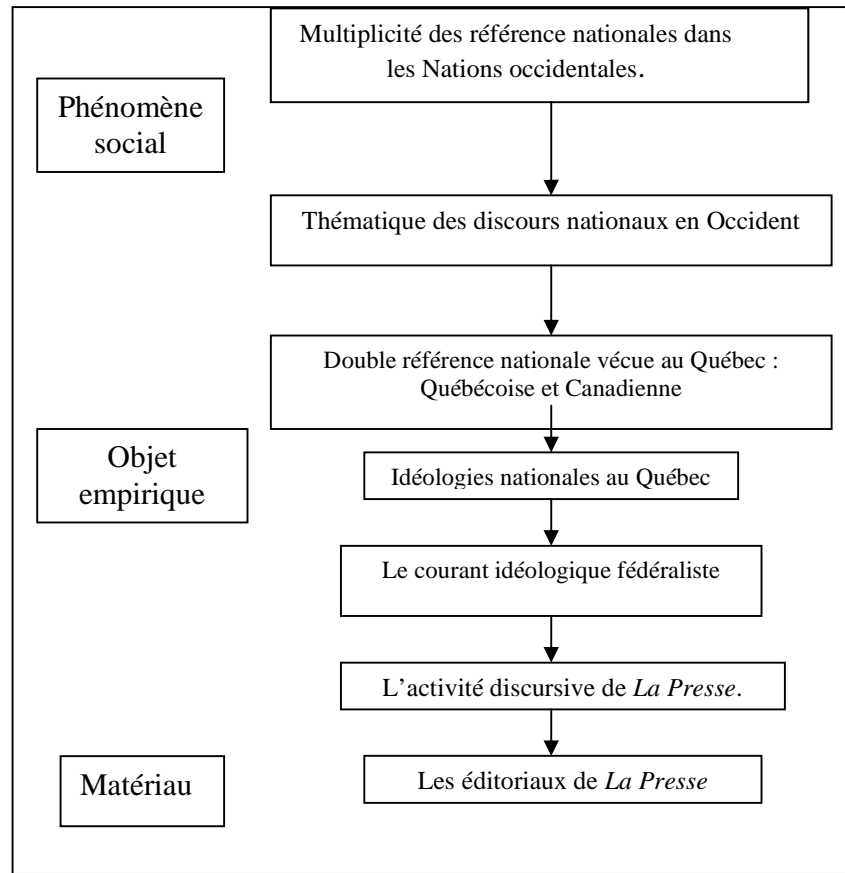 Multiplicité des référence nationales dans
les Nations occidentales.
Phénomène
social
Thématique des discours nationaux en Occident
Double référence nationale vécue au Québec :
Québécoise et Canadienne
Objet
empirique
Idéologies nationales au Québec
Le courant idéologique fédéraliste
L’activité discursive de La Presse.
Matériau
Les éditoriaux de La Presse